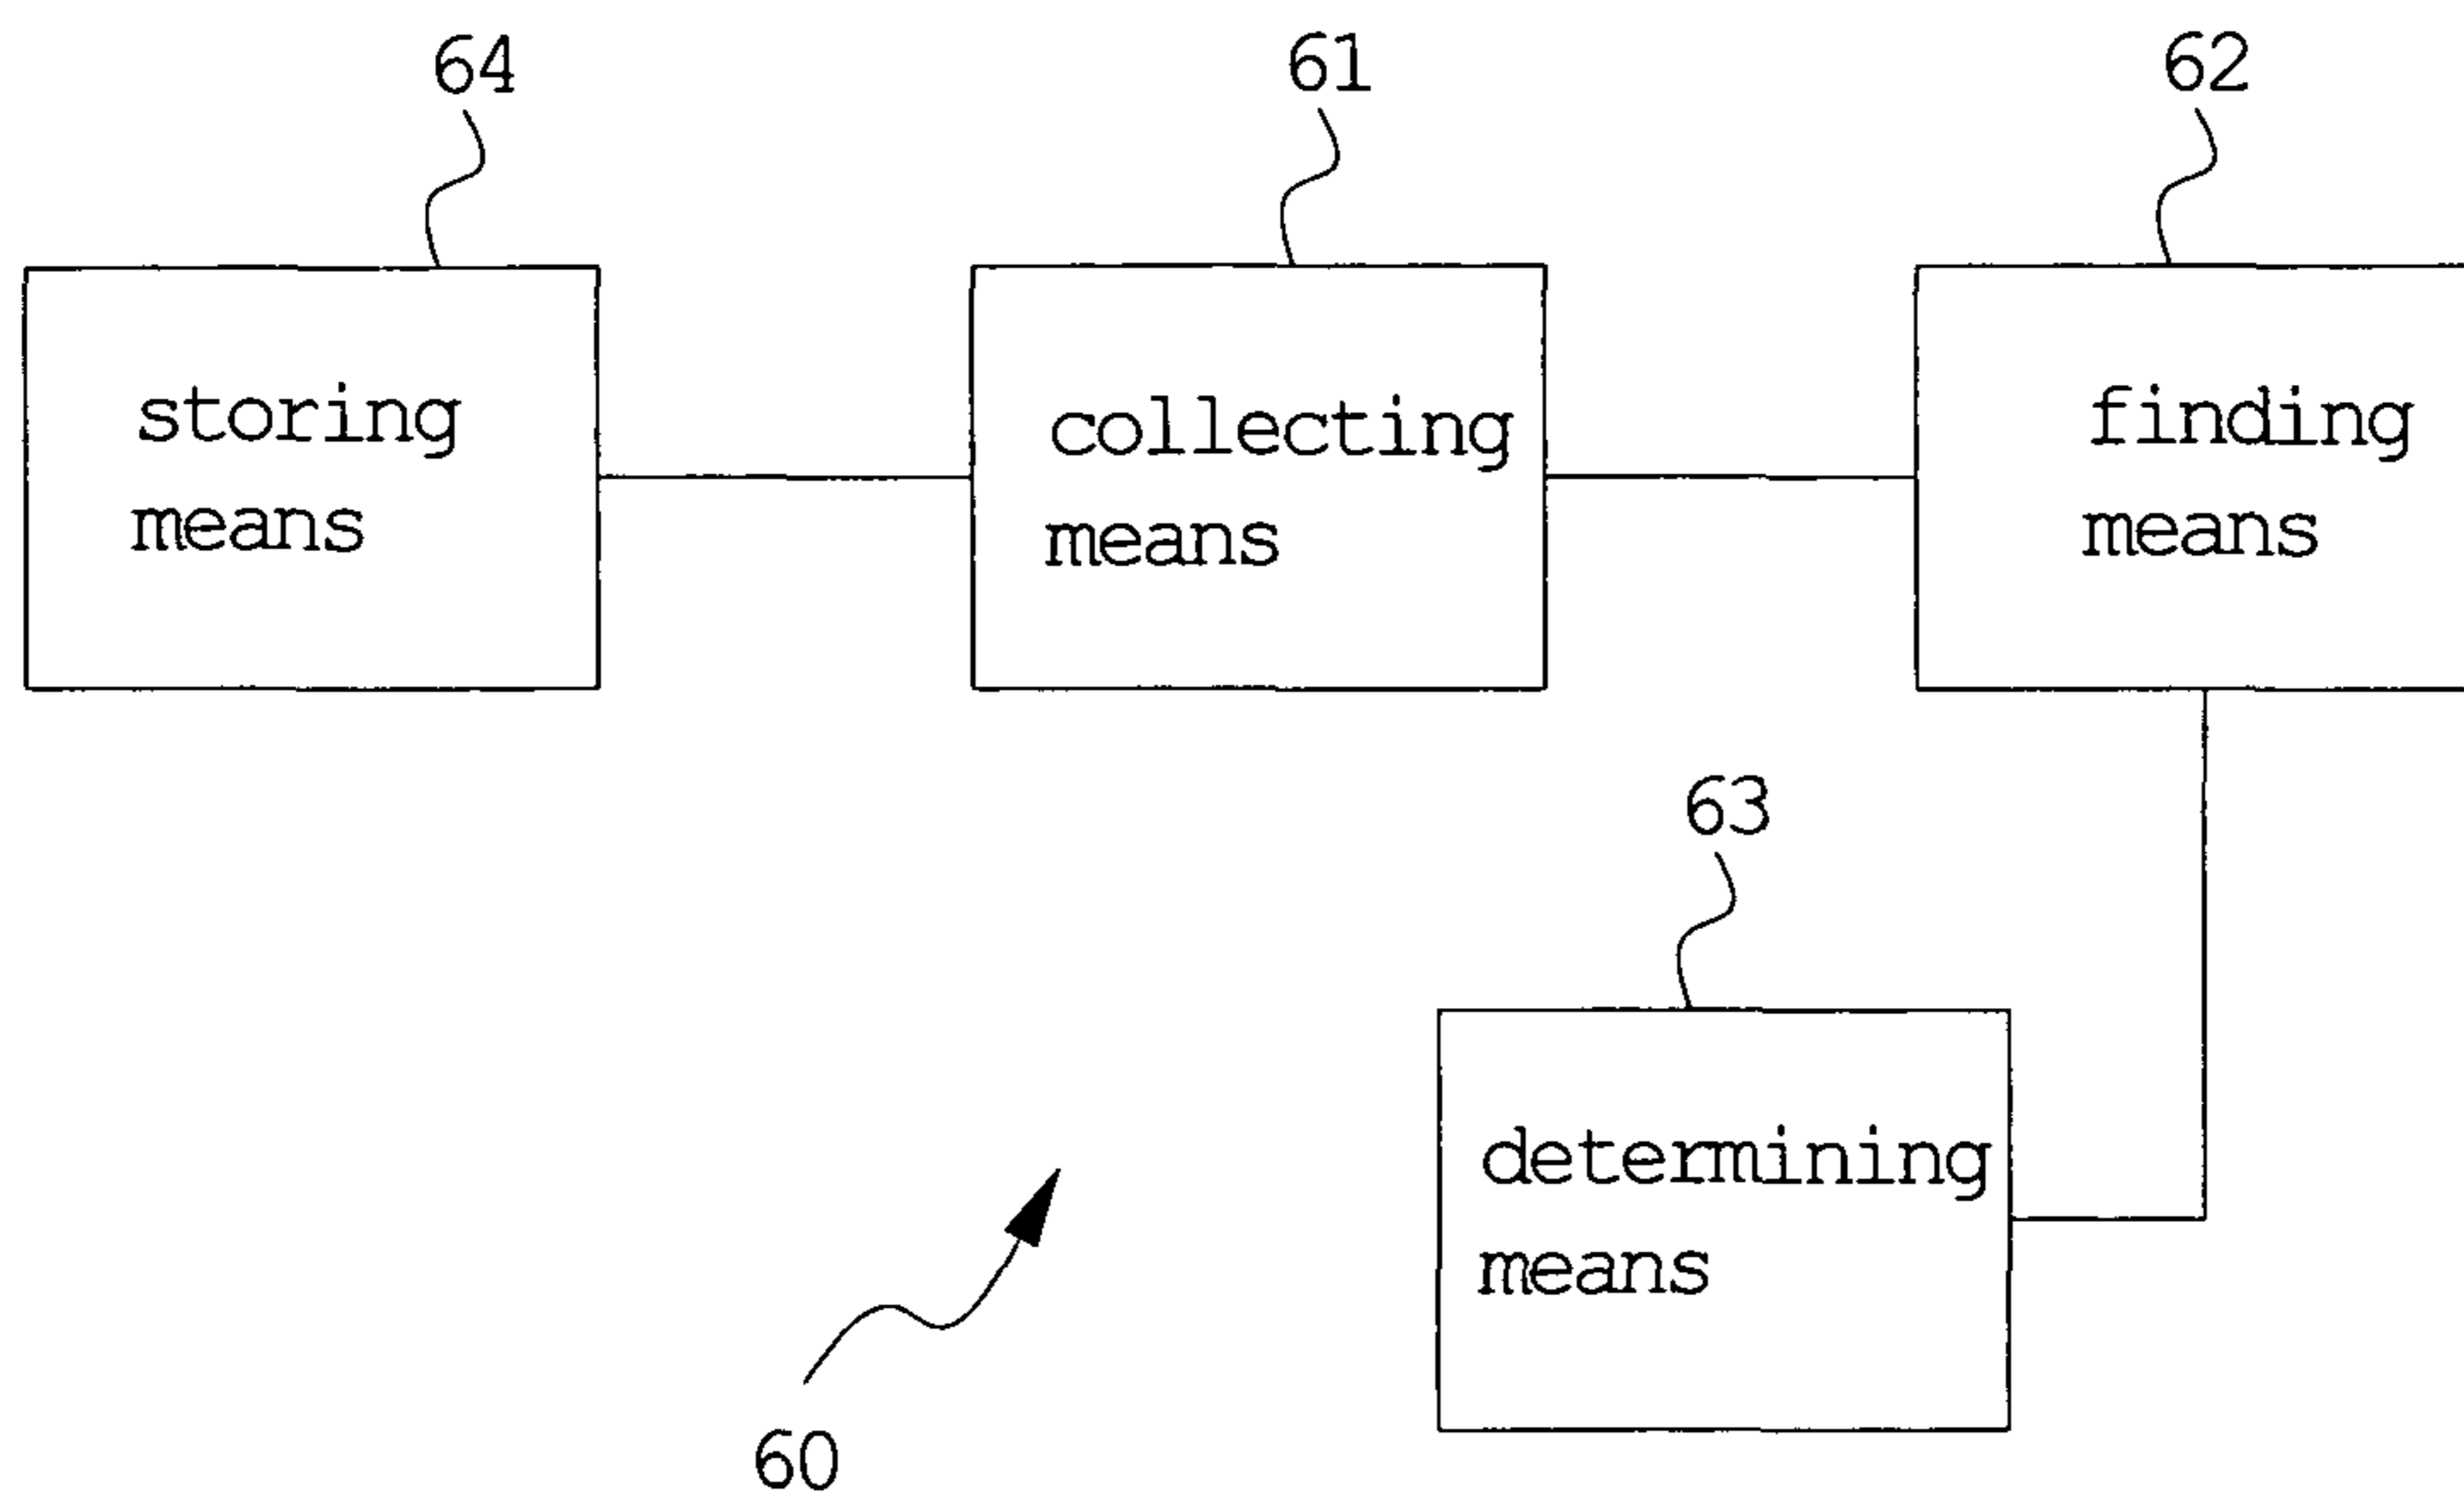 64
61
62
storing
means
collecting
means
finding
means
63
determining
means
60